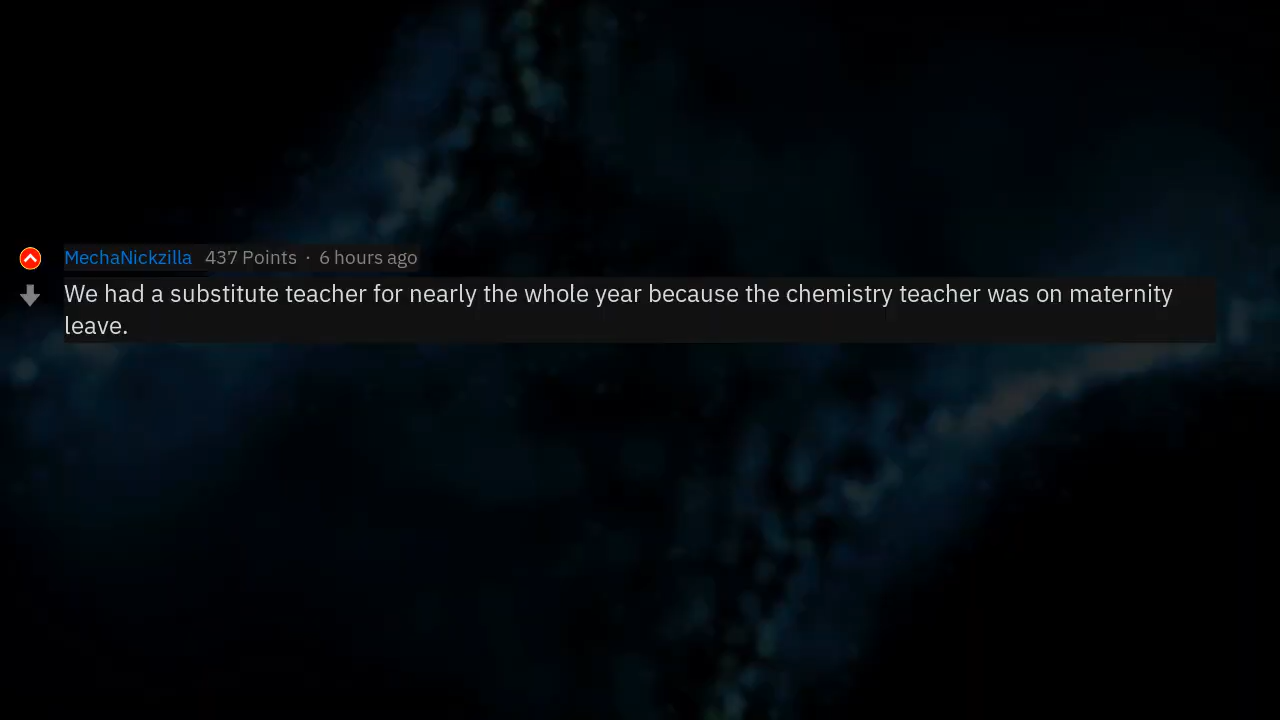 MechaNickzilla 437 Points · 6 hours ago
We had a substitute teacher for nearly the whole year because the chemistry teacher was on maternity
leave.